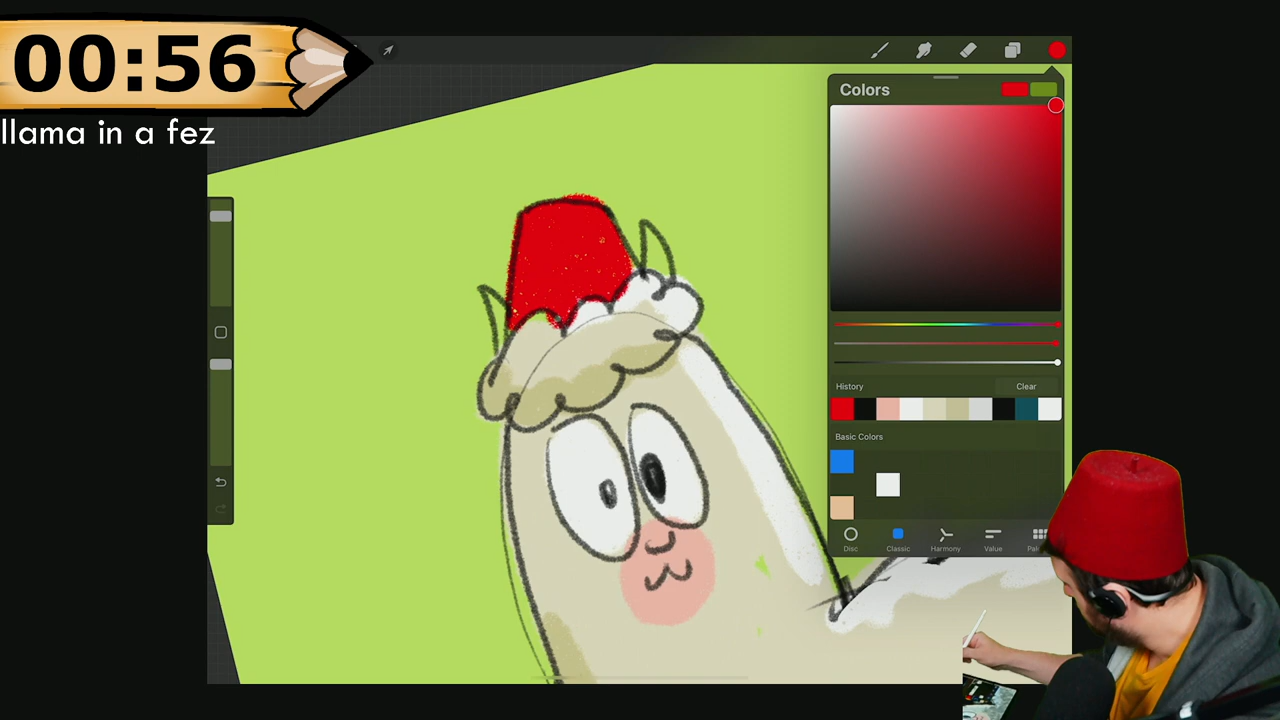 00:56
llama in a fez
Colors
History
Clear
Basic Colors
Disc
Classic
Harmony
Value